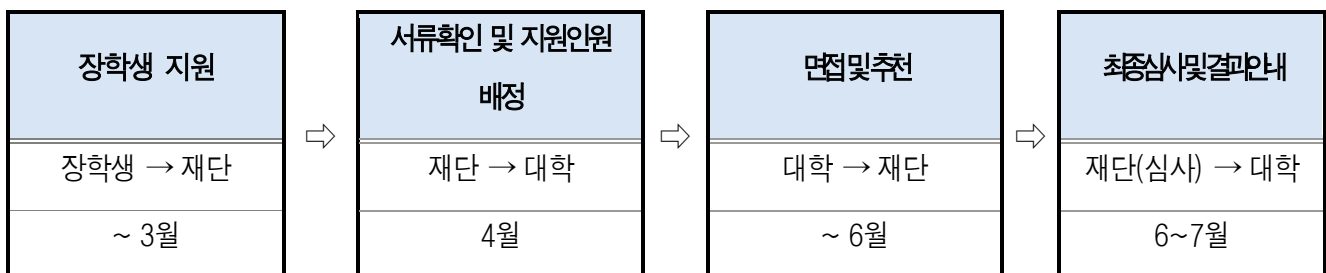 장학생 지원
장학생 → 재단
~ 3월
⇨
서류확인 및 지원인원
배정
재단 → 대학
4월
⇨
면접 및 추천
대학 → 재단
~ 6월
⇨
최종심사 및 결과안내
재단(심사) → 대학
6~7월